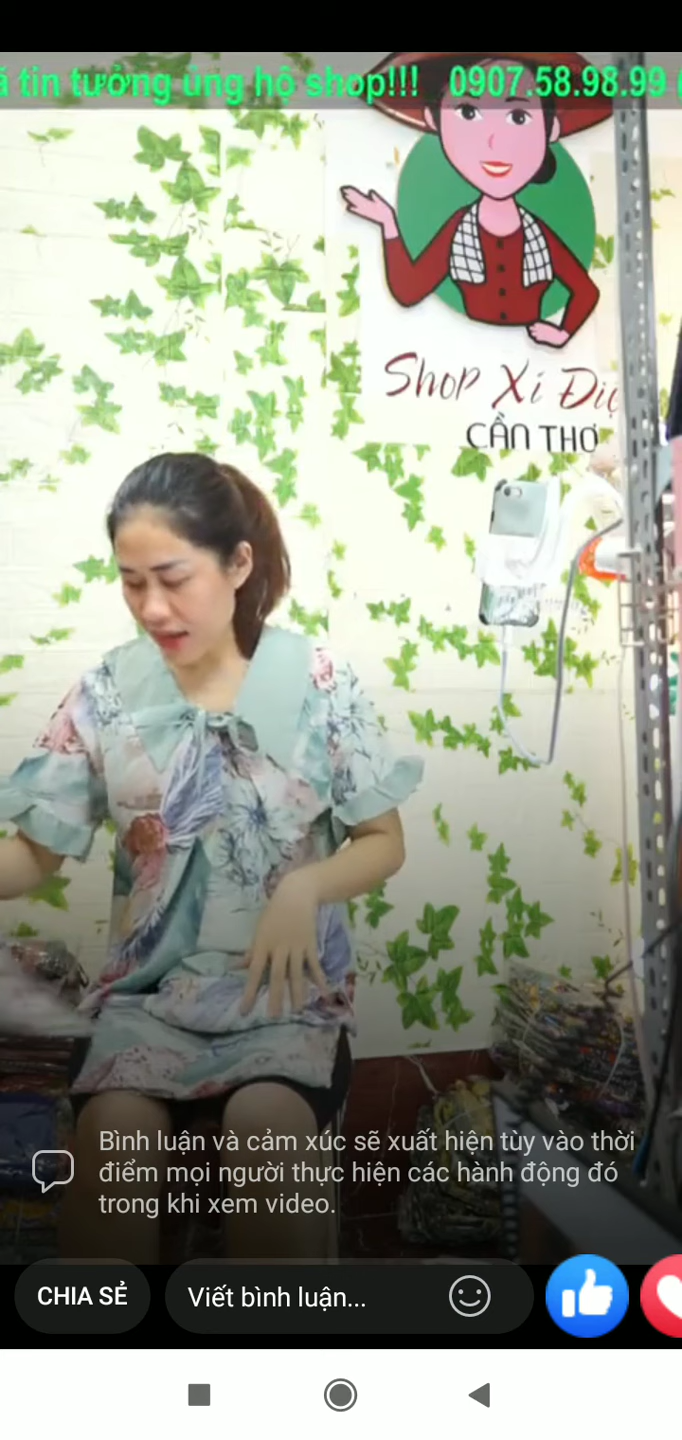 tin tưởng ủng hộ shop!!! 0907.58.98.99
Shop Xí
CẦN THƠ
Bình luận và cảm xúc sẽ xuất hiện tùy vào thời
điểm mọi người thực hiện các hành động đó
trong khi xem video.
CHIA SẺ
Viết bình luận...